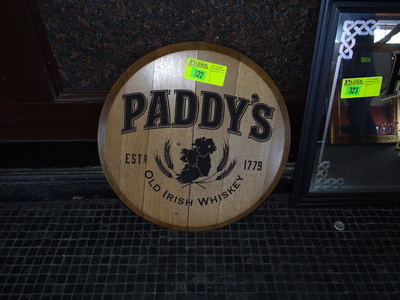 322
PADDY'S
ESTD 1779
OLD IRISH WHISKEY
323